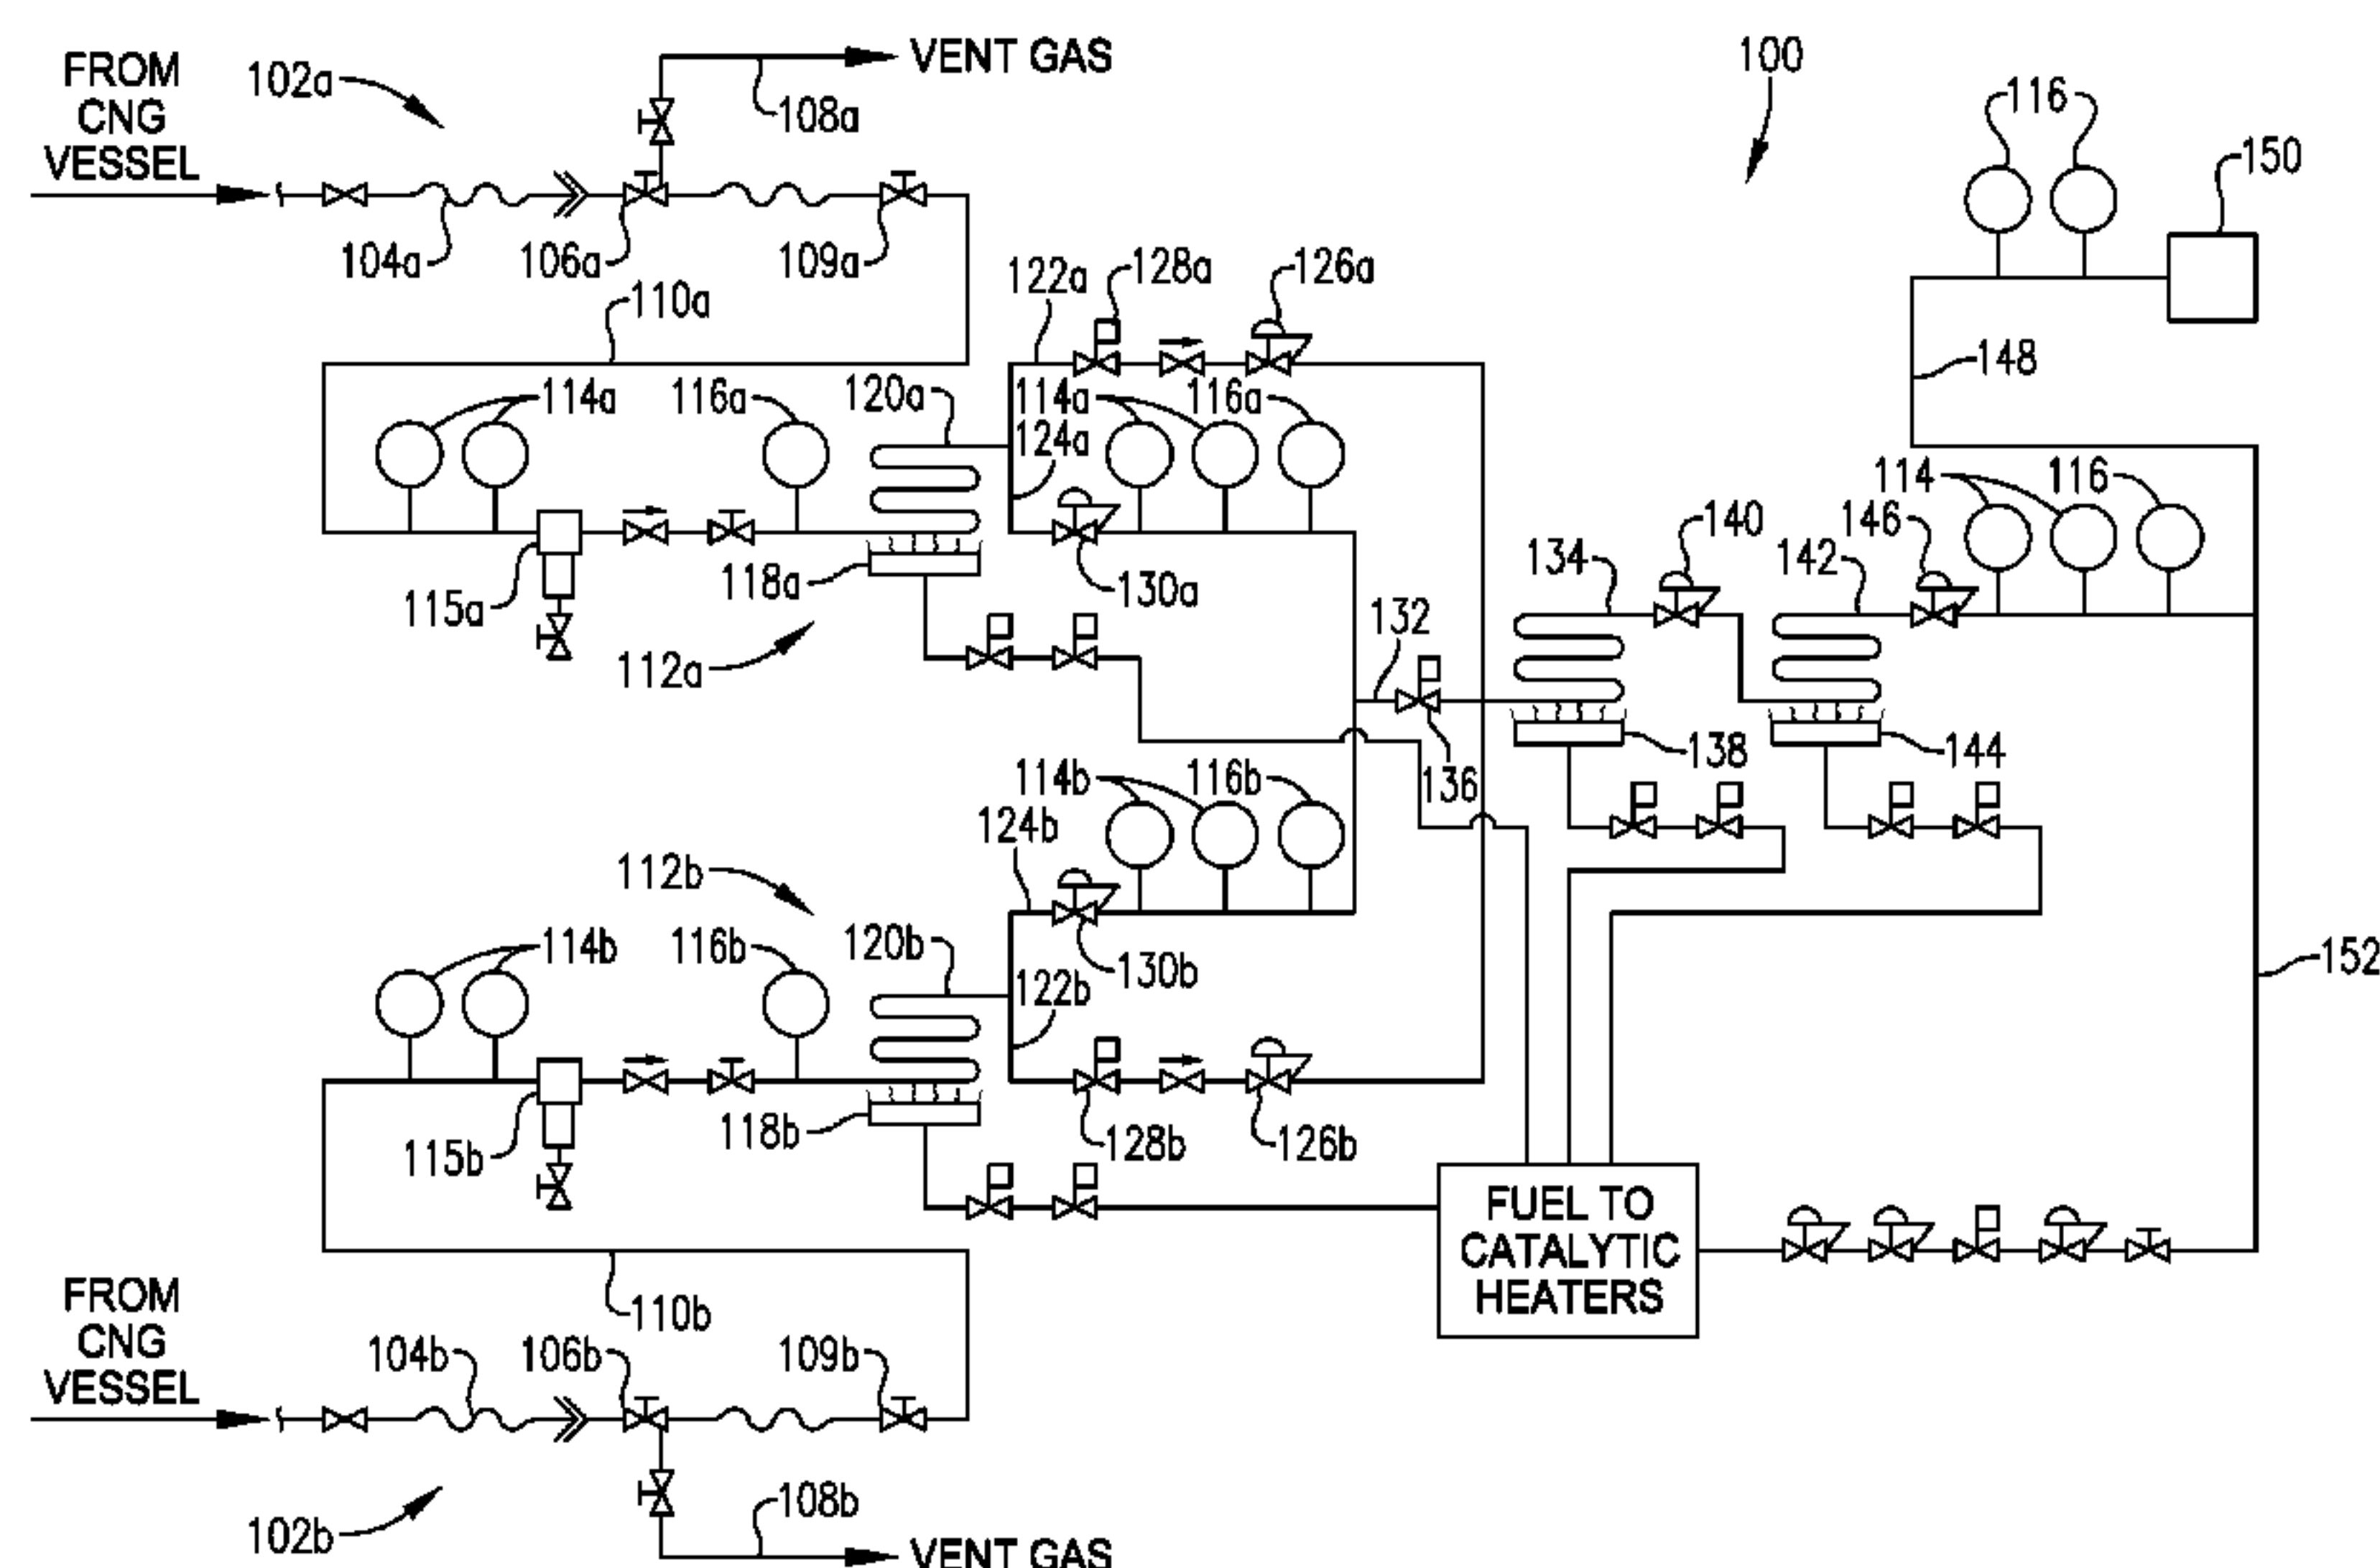 FROM
CNG
VESSEL
102a
VENT GAS
108a
100
116
150
104a
106a
109a
110a
122a
128a
126a
148
114a
116a
120a
114a
116a
124a
114
116
140
146
134
142
115a
118a
130a
132
112a
138
144
136
114b
116b
124b
112b
120b
130b
152
114b
116b
122b
115b
118b
128b
126b
FUEL TO
CATALYTIC
HEATERS
FROM
CNG
VESSEL
110b
104b
106b
109b
108b
102b
VENT GAS